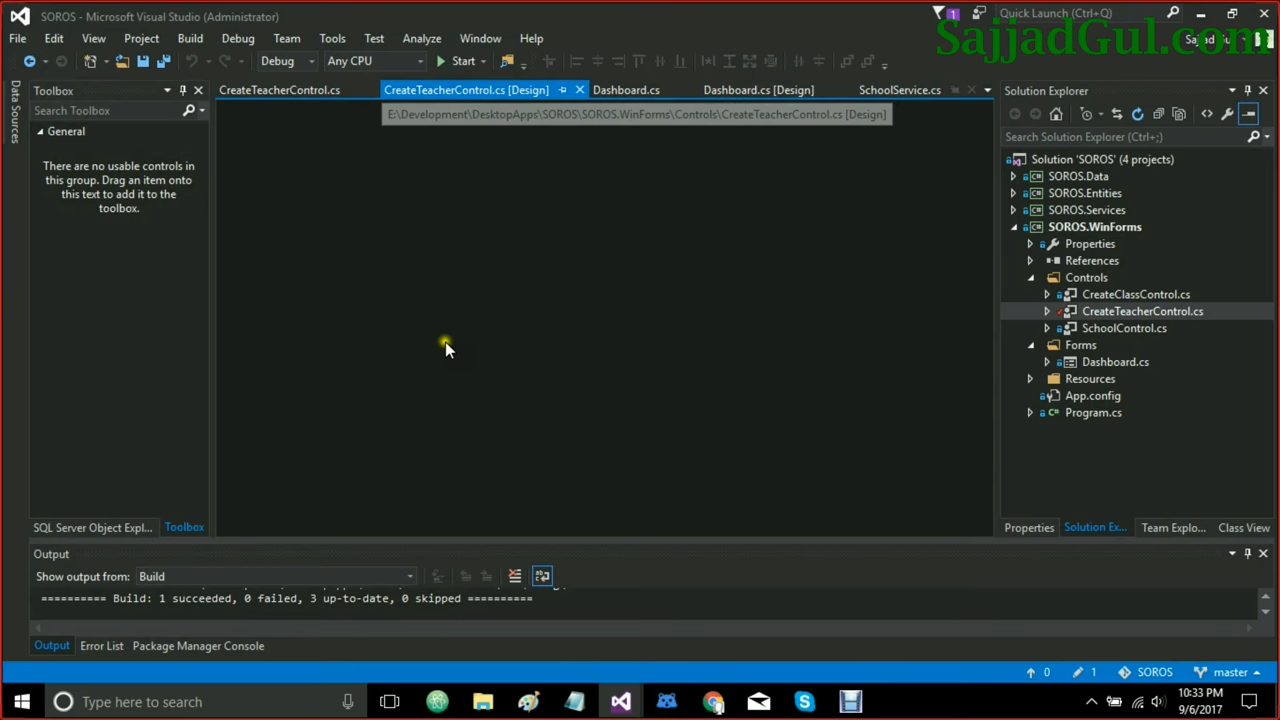 SOROS - Microsoft Visual Studio (Administrator)
1
Quick Launch (Ctrl+Q)
SajjadGul.com
File Edit View Project Build Debug Team Tools Test Analyze Window Help
Debug Any CPU Start
Data Sources
Toolbox
Search Toolbox
General
There are no usable controls in
this group. Drag an item onto
this text to add it to the
toolbox.
SQL Server Object Expl... Toolbox
CreateTeacherControl.cs CreateTeacherControl.cs [Design] Dashboard.cs Dashboard.cs [Design] SchoolService.cs
E:\Development\DesktopApps\SOROS\SOROS.WinForms\Controls\CreateTeacherControl.cs [Design]
Solution Explorer
Search Solution Explorer (Ctrl+;)
Solution 'SOROS' (4 projects)
SOROS.Data
SOROS.Entities
SOROS.Services
SOROS.WinForms
Properties
References
Controls
CreateClassControl.cs
CreateTeacherControl.cs
SchoolControl.cs
Forms
Dashboard.cs
Resources
App.config
Program.cs
Properties Solution Ex... Team Explo... Class View
Output
Show output from: Build
========== Build: 1 succeeded, 0 failed, 3 up-to-date, 0 skipped ==========
Output Error List Package Manager Console
0 1 SOROS master
Type here to search
10:33 PM
9/6/2017